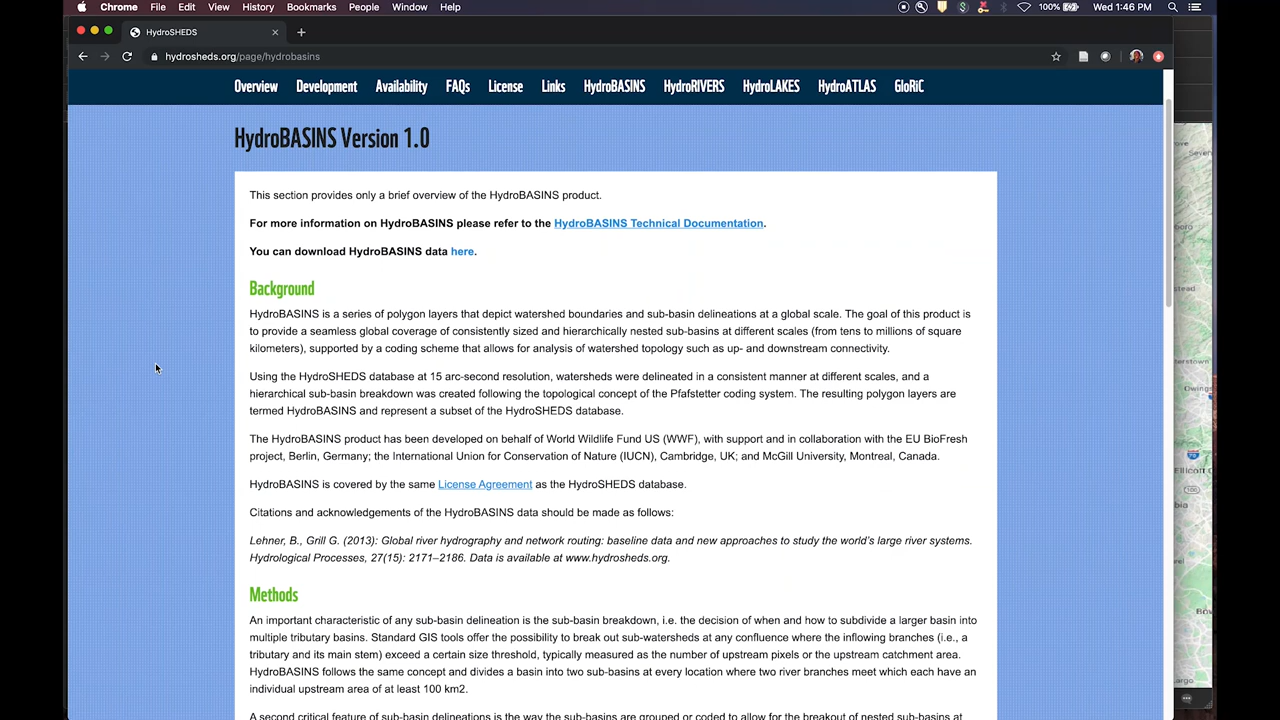 Chrome File Edit View History Bookmarks People Window Help 100% Wed 1:46 PM
HydroSHEDS
hydrosheds.org/page/hydrobasins
Overview Development Availability FAQ Licence Links HydroBASINS HydroRIVERS HydroLAKES HydroATLAS GloRiC
HydroBASINS Version 1.0
This section provides only a brief overview of the HydroBASINS product.
For more information on HydroBASINS please refer to the HydroBASINS Technical Documentation.
You can download HydroBASINS data here.
Background
HydroBASINS is a series of polygon layers that depict watershed boundaries and sub-basin delineations at a global scale. The goal of this product is
to provide a seamless global coverage of consistently sized and hierarchically nested sub-basins at different scales (from tens to millions of square
kilometers), supported by a coding scheme that allows for analysis of watershed topology such as up- and downstream connectivity.
Using the HydroSHEDS database at 15 arc-second resolution, watersheds were delineated in a consistent manner at different scales, and a
hierarchical sub-basin breakdown was created following the topological concept of the Pfafstetter coding system. The resulting polygon layers are
termed HydroBASINS and represent a subset of the HydroSHEDS database.
The HydroBASINS product has been developed on behalf of World Wildlife Fund US (WWF), with support and in collaboration with the EU BioFresh
project, Berlin, Germany; the International Union for Conservation of Nature (IUCN), Cambridge, UK; and McGill University, Montreal, Canada.
HydroBASINS is covered by the same License Agreement as the HydroSHEDS database.
Citations and acknowledgements of the HydroBASINS data should be made as follows:
Lehner, B., Grill G. (2013): Global river hydrography and network routing: baseline data and new approaches to study the world's large river systems.
Hydrological Processes, 27(15): 2171–2186. Data is available at www.hydrosheds.org.
Methods
An important characteristic of any sub-basin delineation is the sub-basin breakdown, i.e. the decision of when and how to subdivide a larger basin into
multiple tributary basins. Standard GIS tools offer the possibility to break out sub-watersheds at any confluence where the inflowing branches (i.e., a
tributary and its main stem) exceed a certain size threshold, typically measured as the number of upstream pixels or the upstream catchment area.
HydroBASINS follows the same concept and divides a basin into two sub-basins at every location where two river branches meet which each have an
individual upstream area of at least 100 km2.